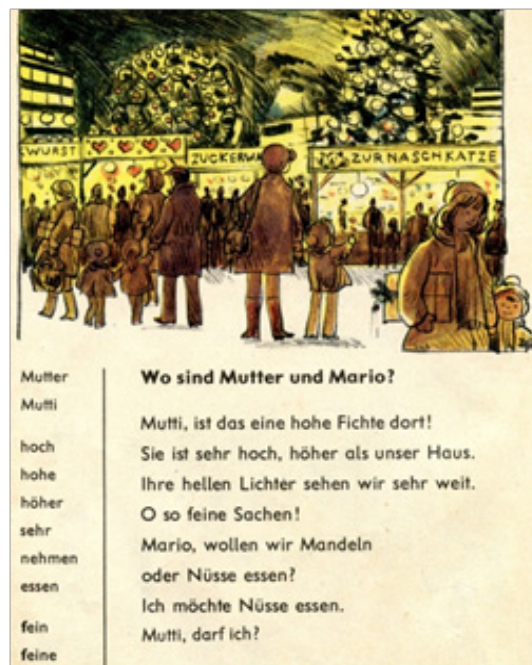 WURST
ZUCKERWA
ZUR NASCHKATZE
Mutter
Mutti
hoch
hohe
höher
sehr
nehmen
essen
fein
feine
Wo sind Mutter und Mario?
Mutti, ist das eine hohe Fichte dort!
Sie ist sehr hoch, höher als unser Haus.
Ihre hellen Lichter sehen wir sehr weit.
O so feine Sachen!
Mario, wollen wir Mandeln
oder Nüsse essen?
Ich möchte Nüsse essen.
Mutti, darf ich?